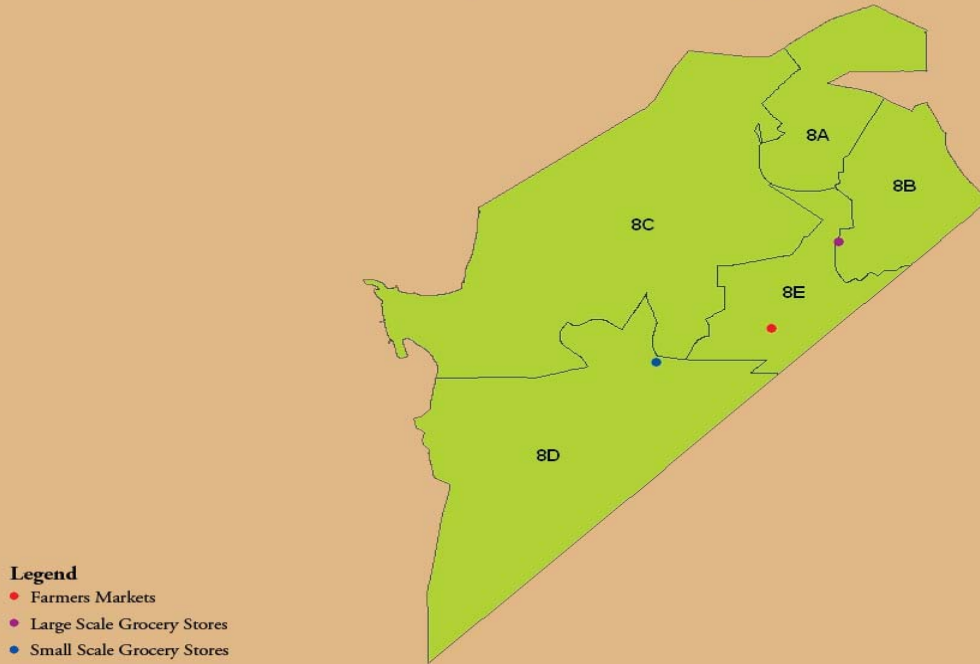 8A
8B
8C
8E
8D
Legend
Farmers Markets
Large Scale Grocery Stores
Small Scale Grocery Stores